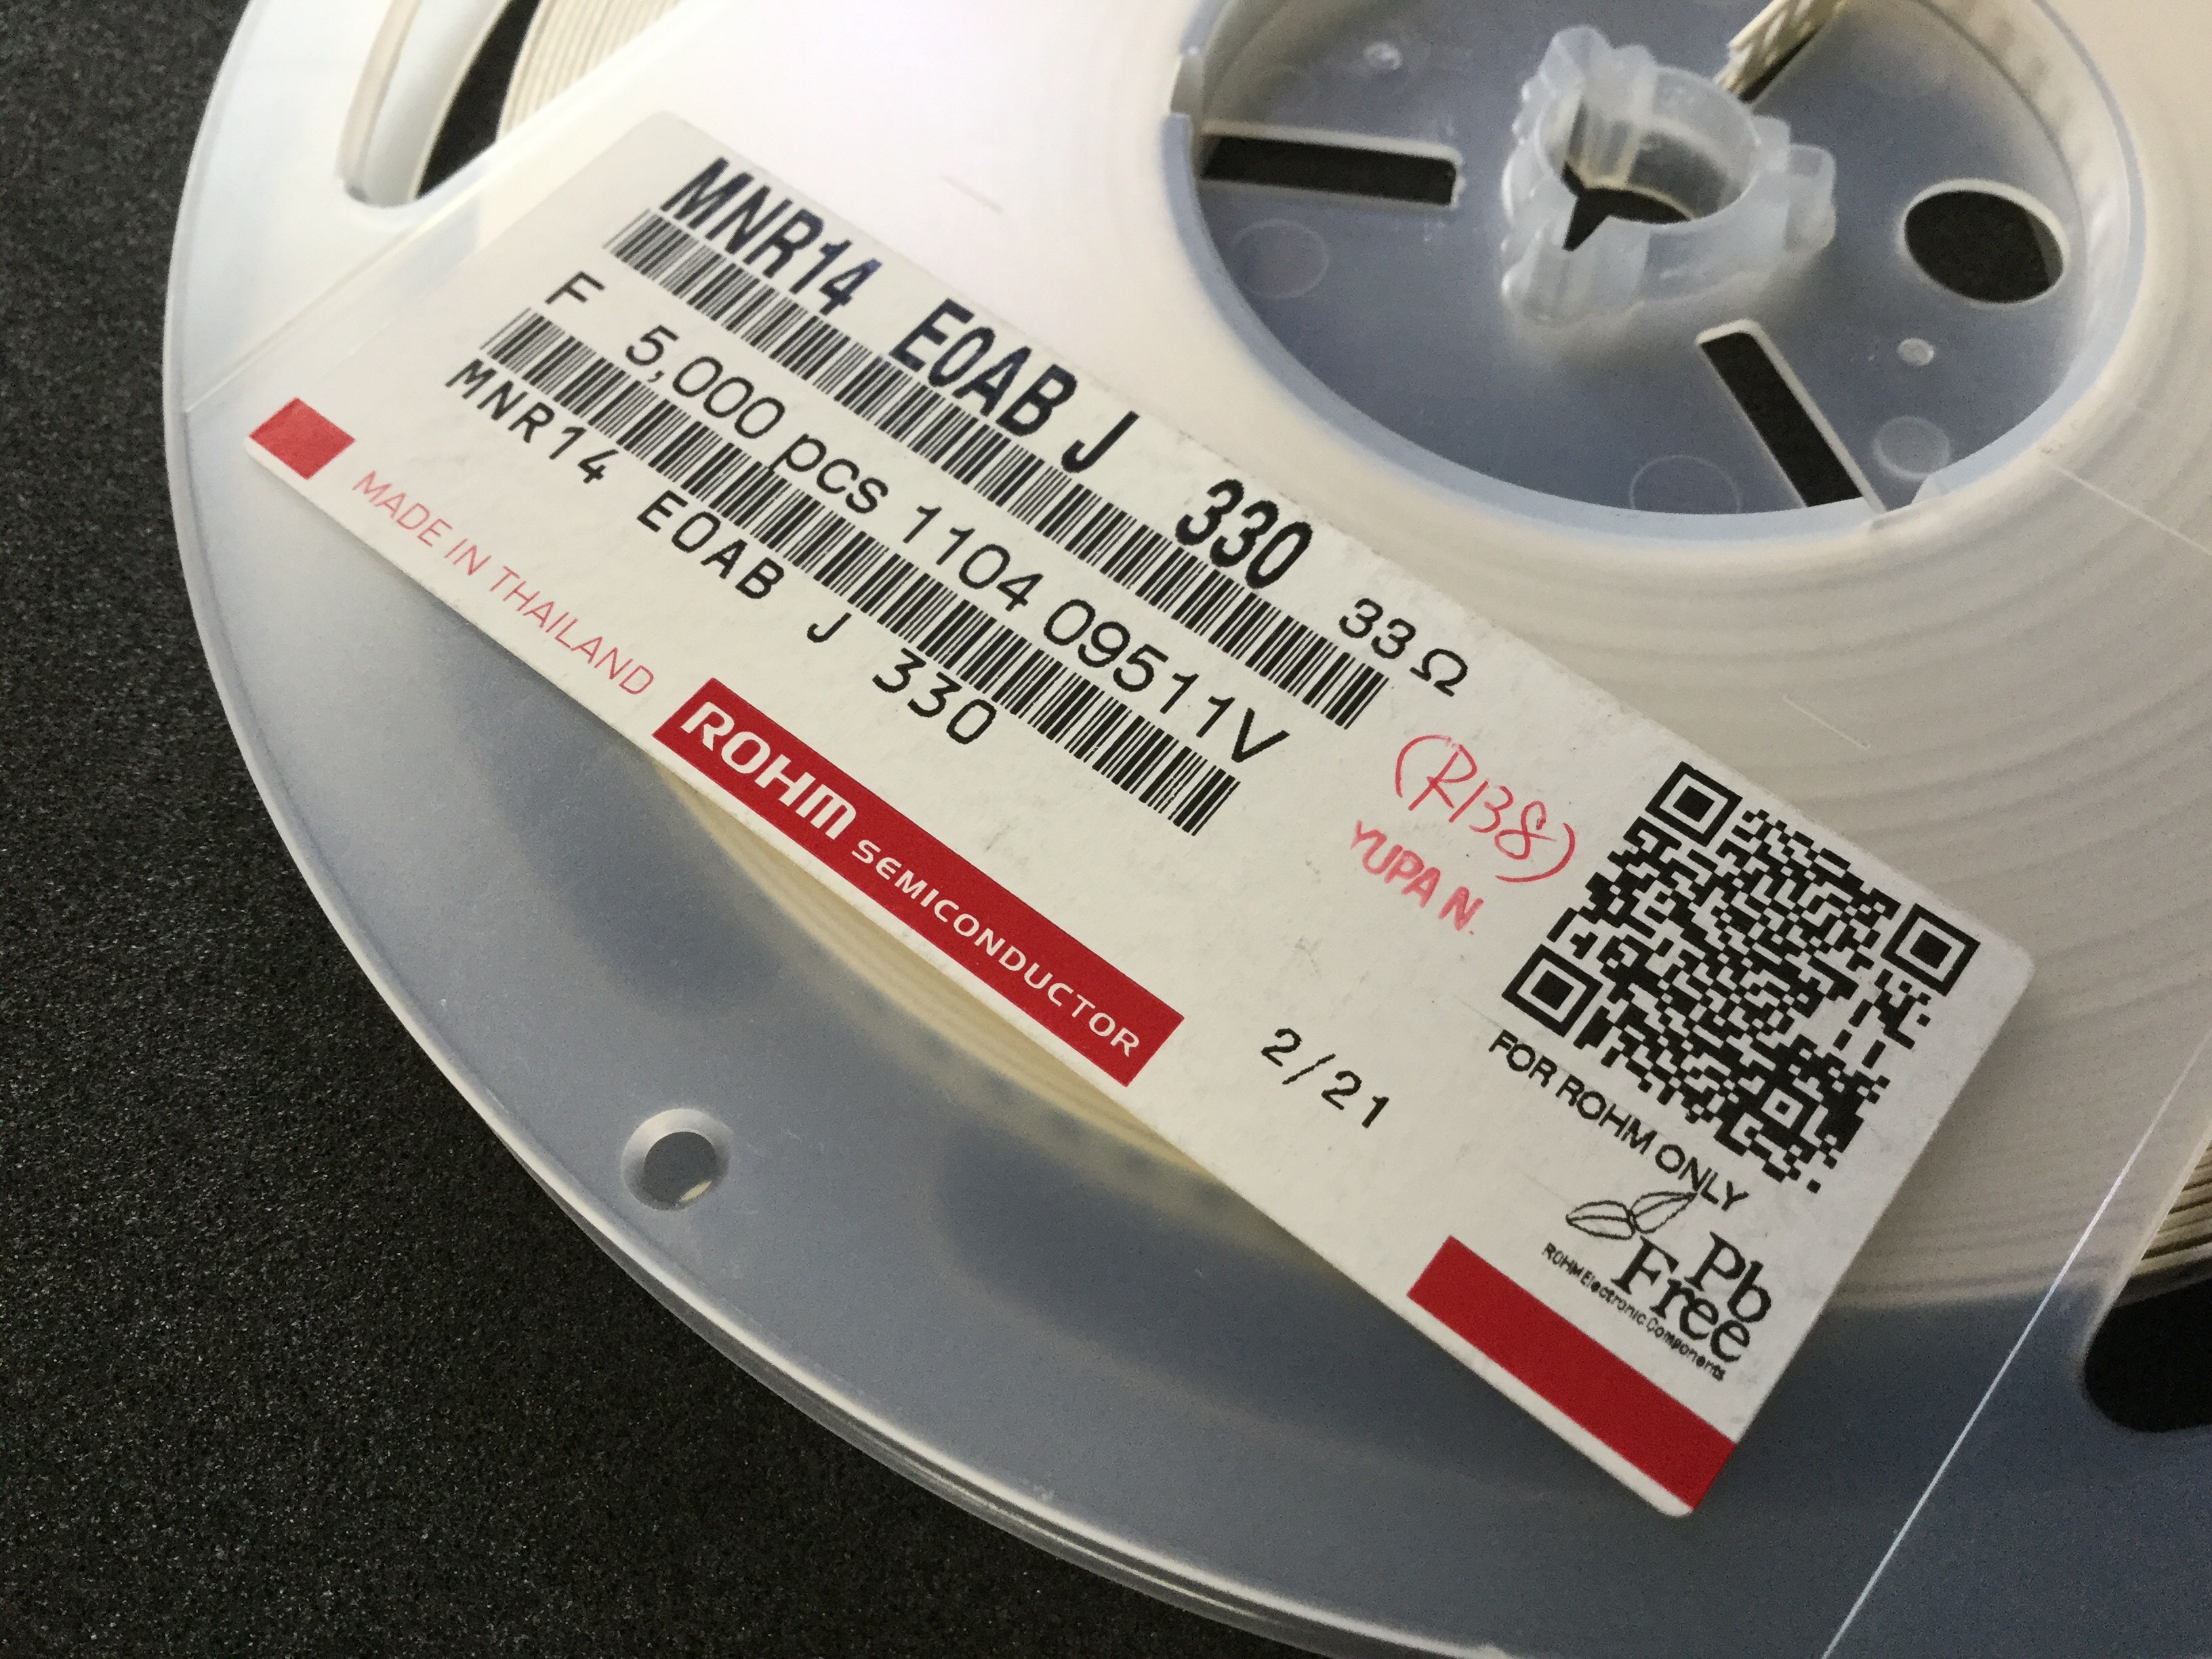 MNR14 E0AB J 330 33Ω
F 5,000 pcs 1104 09511V
MNR14 E0AB J 330
MADE IN THAILAND
ROHM SEMICONDUCTOR
(R138)
YUPA N.
2/21
FOR ROHM ONLY
Pb
Free
ROHM Electronic Components